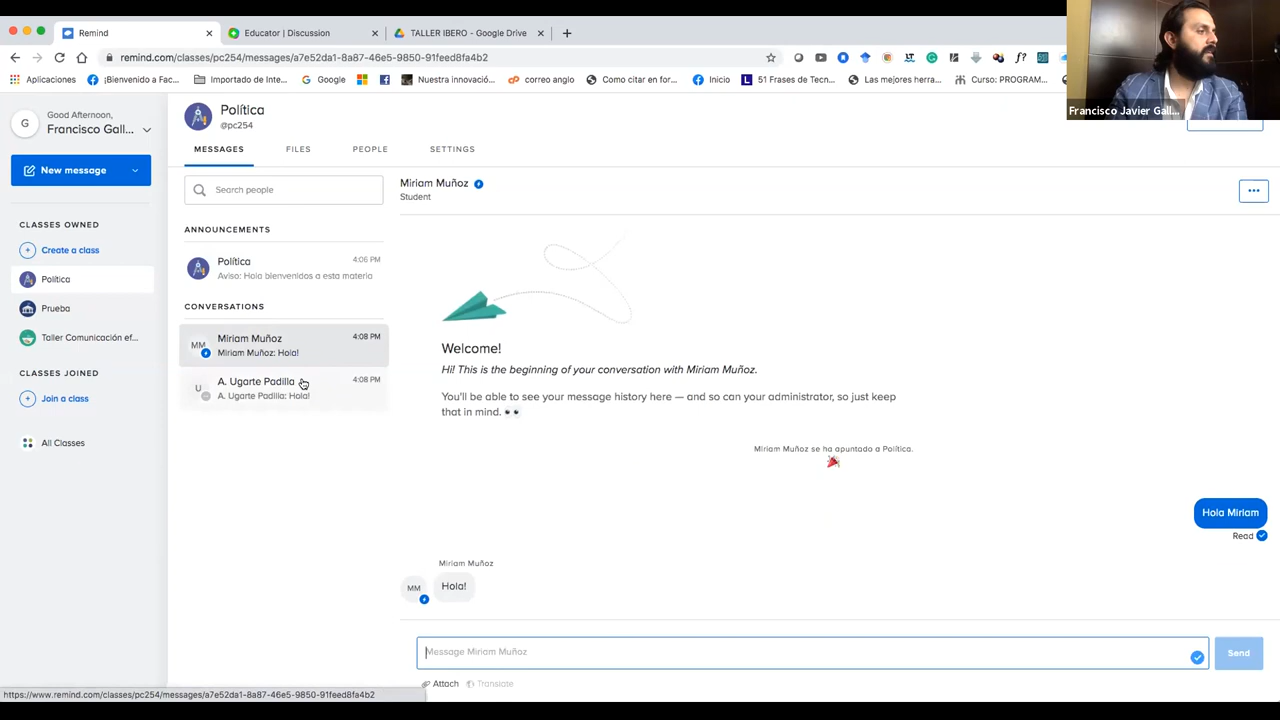 Remind
Educator | Discussion
TALLER IBERO - Google Drive
remind.com/classes/pc254/messages/a7e52da1-8a87-46e5-9850-91feed8fa4b2
Aplicaciones
¡Bienvenido a Fac...
Importado de Inte...
Google
Nuestra innovació...
correo anglo
Como citar en for...
Inicio
51 Frases de Tecn...
Las mejores herra...
Curso: PROGRAM...
Francisco Javier Gall...
G
Good Afternoon,
Francisco Gall...
New message
CLASSES OWNED
Create a class
Política
Prueba
Taller Comunicación ef...
CLASSES JOINED
Join a class
All Classes
Política
@pc254
MESSAGES FILES PEOPLE SETTINGS
Search people
ANNOUNCEMENTS
Política 4:06 PM
Aviso: Hola bienvenidos a esta materia
CONVERSATIONS
MM
Miriam Muñoz 4:08 PM
Miriam Muñoz: Hola!
U
A. Ugarte Padilla 4:08 PM
A. Ugarte Padilla: Hola!
Miriam Muñoz
Student
Welcome!
Hi! This is the beginning of your conversation with Miriam Muñoz.
You'll be able to see your message history here — and so can your administrator, so just keep
that in mind. 👀
Miriam Muñoz se ha apuntado a Política.
Hola Miriam
Read
Miriam Muñoz
MM
Hola!
Message Miriam Muñoz
Send
Attach Translate
https://www.remind.com/classes/pc254/messages/a7e52da1-8a87-46e5-9850-91feed8fa4b2